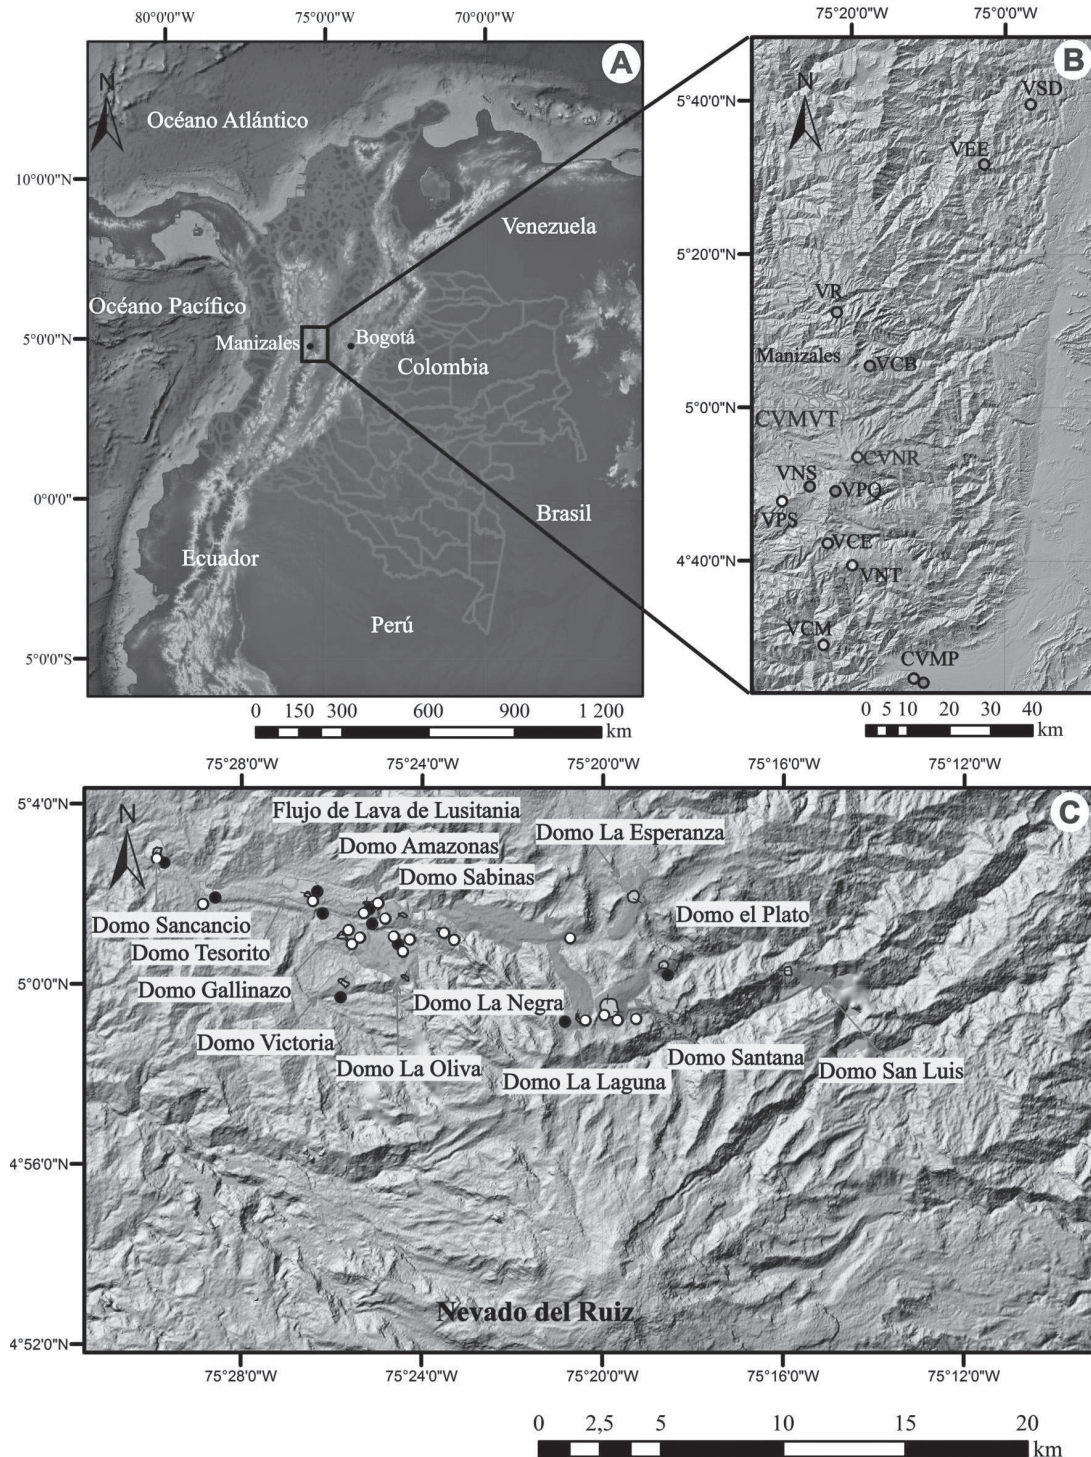 80°0'0"W
75°0'0"W
70°0'0"W
A
N
Océano Atlántico
10°0'0"N
Venezuela
Océano Pacífico
5°0'0"N
Manizales
Bogotá
Colombia
0°0'0"
Brasil
Ecuador
Perú
5°0'0"S
0
150
300
600
900
1 200
km
75°20'0"W
75°0'0"W
B
N
5°40'0"N
VSD
VEE
5°20'0"N
VR
Manizales
VCB
5°0'0"N
CVMVT
CVNR
VNS
VPQ
VPS
VCE
4°40'0"N
VNT
VCM
CVMP
0
5
10
20
30
40
km
75°28'0"W
75°24'0"W
75°20'0"W
75°16'0"W
75°12'0"W
C
5°4'0"N
N
Flujo de Lava de Lusitania
Domo La Esperanza
Domo Amazonas
Domo Sabinas
Domo Sancancio
Domo el Plato
Domo Tesorito
5°0'0"N
Domo Gallinazo
Domo La Negra
Domo Victoria
Domo Santana
Domo La Oliva
Domo La Laguna
Domo San Luis
4°56'0"N
Nevado del Ruiz
4°52'0"N
75°28'0"W
75°24'0"W
75°20'0"W
75°16'0"W
75°12'0"W
0
2,5
5
10
15
20
km